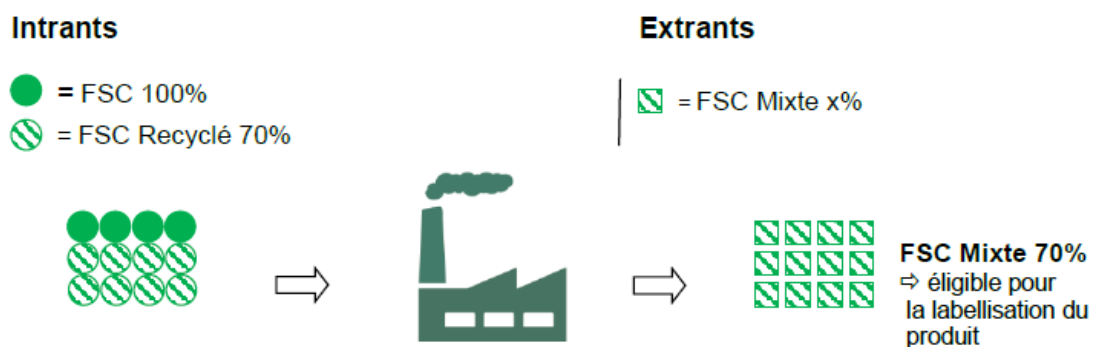 Intrants
Extrants
= FSC 100%
= FSC Recyclé 70%
= FSC Mixte x%
FSC Mixte 70%
⇨ éligible pour
la labellisation du
produit